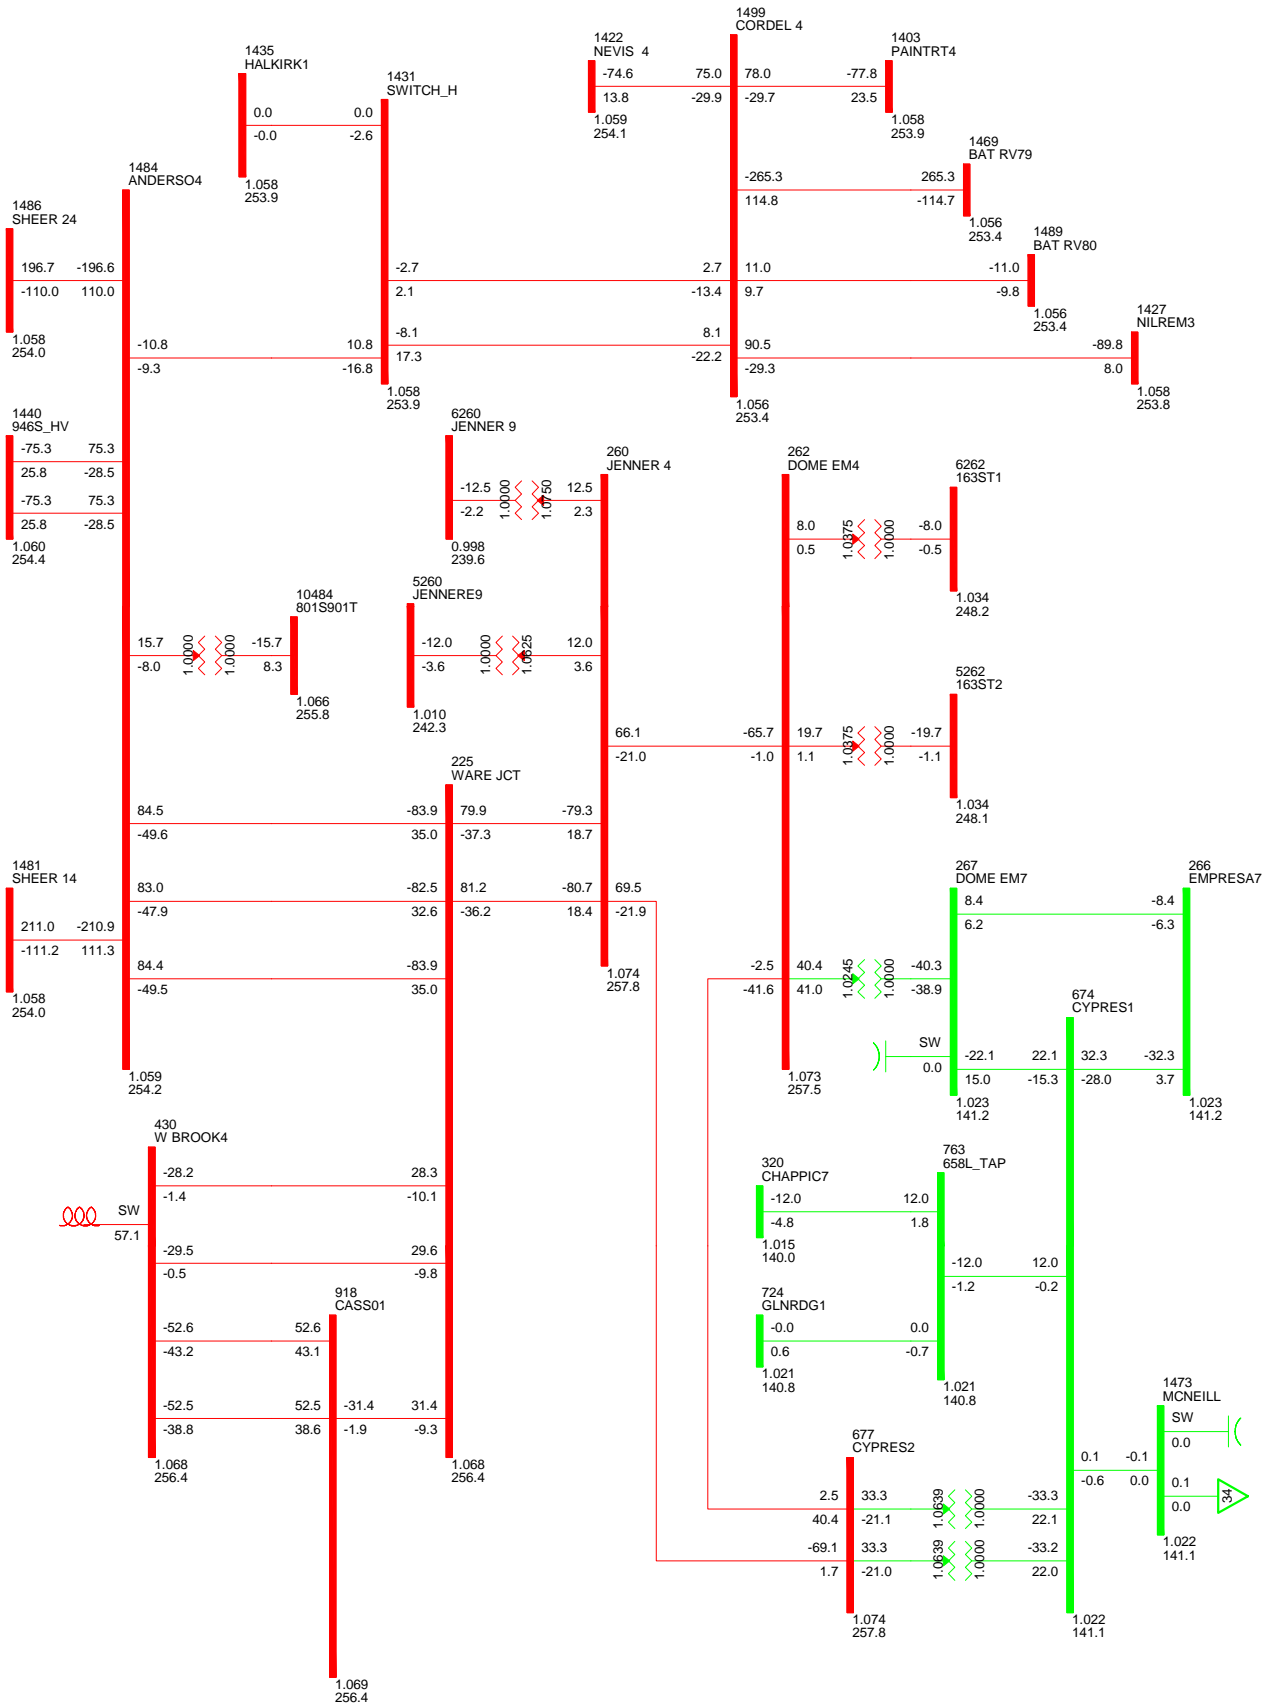 1499
CORDEL 4
1422
NEVIS  4
1403
PAINTRT4
1435
HALKIRK1
1431
SWITCH_H
-74.6 75.0 78.0 -77.8
13.8 -29.9 -29.7 23.5
1.059
254.1
1.058
253.9
0.0 0.0
-0.0 -2.6
1.058
253.9
1469
BAT RV79
-265.3 265.3
114.8 -114.7
1.056
253.4
1484
ANDERSO4
1486
SHEER 24
196.7 -196.6
-110.0 110.0
1.058
254.0
1489
BAT RV80
-2.7 2.7 11.0 -11.0
2.1 -13.4 9.7 -9.8
1.056
253.4
1427
NILREM3
-10.8 10.8
-9.3 -16.8
-8.1 8.1
17.3 -22.2
90.5 -89.8
-29.3 8.0
1.058
253.9
1.056
253.4
1.058
253.8
1440
946S_HV
-75.3 75.3
25.8 -28.5
-75.3 75.3
25.8 -28.5
1.060
254.4
6260
JENNER 9
-12.5 1.0000 1.0750 12.5
-2.2 2.3
0.998
239.6
260
JENNER 4
262
DOME EM4
6262
163ST1
8.0 1.0375 1.0000 -8.0
0.5 -0.5
1.034
248.2
10484
801S901T
15.7 1.0000 1.0000 -15.7
-8.0 8.3
1.066
255.8
5260
JENNERE9
-12.0 1.0000 1.0625 12.0
-3.6 3.6
1.010
242.3
5262
163ST2
66.1 -65.7 19.7 1.0375 1.0000 -19.7
-21.0 -1.0 1.1 -1.1
1.034
248.1
225
WARE JCT
84.5 -83.9 79.9 -79.3
-49.6 35.0 -37.3 18.7
1481
SHEER 14
83.0 -82.5 81.2 -80.7 69.5
-47.9 32.6 -36.2 18.4 -21.9
211.0 -210.9
-111.2 111.3
84.4 -83.9
-49.5 35.0
1.058
254.0
1.074
257.8
1.059
254.2
267
DOME EM7
266
EMPRESA7
8.4 -8.4
6.2 -6.3
-2.5 40.4 1.0245 1.0000 -40.3
-41.6 41.0 -38.9
674
CYPRES1
SW
0.0
-22.1 22.1 32.3 -32.3
15.0 -15.3 -28.0 3.7
1.073
257.5
1.023
141.2
1.023
141.2
430
W BROOK4
-28.2 28.3
-1.4 -10.1
SW
57.1
-29.5 29.6
-0.5 -9.8
918
CASS01
-52.6 52.6
-43.2 43.1
-52.5 52.5 -31.4 31.4
-38.8 38.6 -1.9 -9.3
1.068
256.4
1.068
256.4
1.069
256.4
320
CHAPPIC7
763
658L_TAP
-12.0 12.0
-4.8 1.8
1.015
140.0
-12.0 12.0
-1.2 -0.2
724
GLNRDG1
-0.0 0.0
0.6 -0.7
1.021
140.8
1.021
140.8
1473
MCNEILL
SW
0.0
0.1 -0.1
-0.6 0.0
0.1
0.0
34
1.022
141.1
677
CYPRES2
2.5 33.3 1.0639 1.0000 -33.3
40.4 -21.1 22.1
-69.1 33.3 1.0639 1.0000 -33.2
1.7 -21.0 22.0
1.074
257.8
1.022
141.1